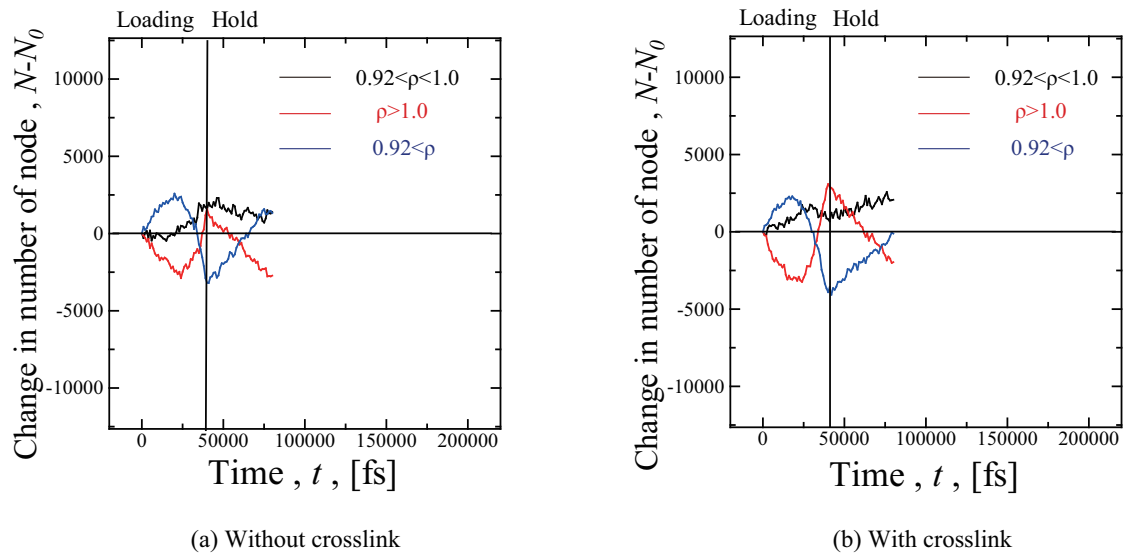 Loading Hold
Change in number of node , N-N0
10000
5000
0
-5000
-10000
0.92<ρ<1.0
ρ>1.0
0.92<ρ
0 50000 100000 150000 200000
Time , t , [fs]
(a) Without crosslink
Loading Hold
Change in number of node , N-N0
10000
5000
0
-5000
-10000
0.92<ρ<1.0
ρ>1.0
0.92<ρ
0 50000 100000 150000 200000
Time , t , [fs]
(b) With crosslink